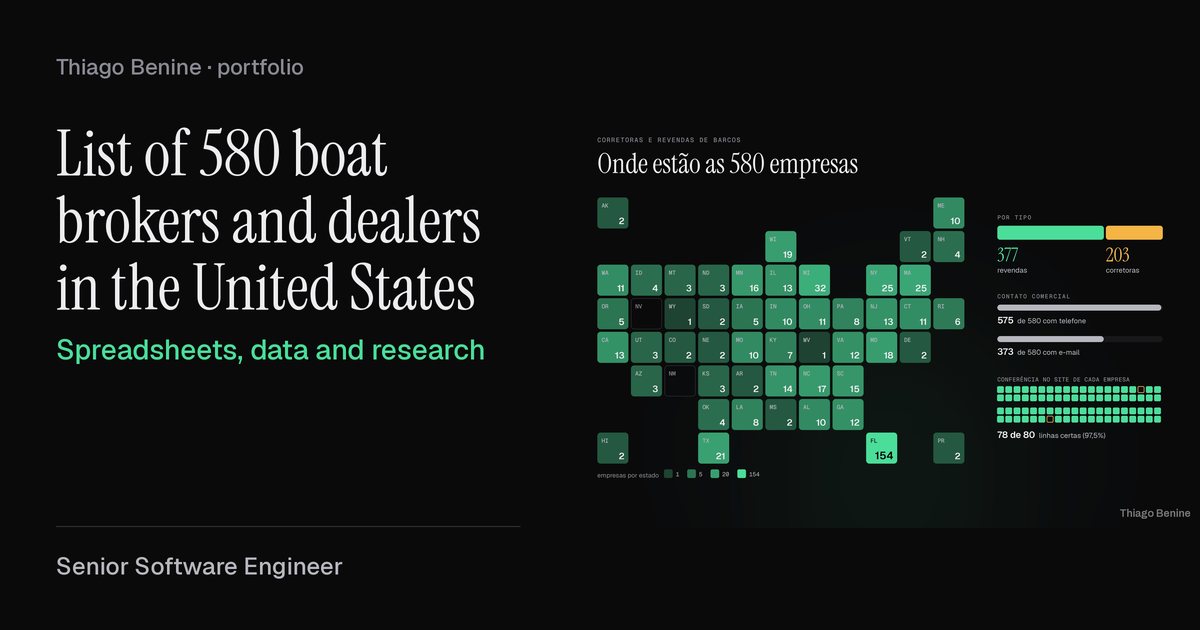 Thiago Benine · portfolio
List of 580 boat
brokers and dealers
in the United States
Spreadsheets, data and research
Senior Software Engineer
CORRETORAS E REVENDAS DE BARCOS
Onde estão as 580 empresas
AK 2
ME 10
WI 19
VT 2
NH 4
WA 11
ID 4
MT 3
ND 3
MN 16
IL 13
MI 32
NY 25
MA 25
OR 5
NV
WY 1
SD 2
IA 5
IN 10
OH 11
PA 8
NJ 13
CT 11
RI 6
CA 13
UT 3
CO 2
NE 2
MO 10
KY 7
WV 1
VA 12
MD 18
DE 2
AZ 3
NM
KS 3
AR 2
TN 14
NC 17
SC 15
OK 4
LA 8
MS 2
AL 10
GA 12
HI 2
TX 21
FL 154
PR 2
empresas por estado 1 5 20 154
POR TIPO
377 203
revendas corretoras
CONTATO COMERCIAL
575 de 580 com telefone
373 de 580 com e-mail
CONFERÊNCIA NO SITE DE CADA EMPRESA
78 de 80 linhas certas (97,5%)
Thiago Benine